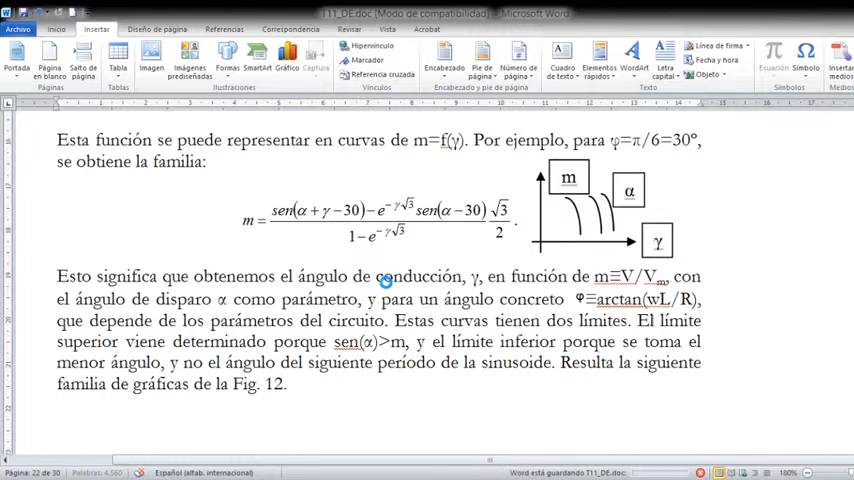 T11_DE.doc [Modo de compatibilidad] - Microsoft Word
Archivo Inicio Insertar Diseño de página Referencias Correspondencia Revisar Vista Acrobat
Portada Página en blanco Salto de página Tabla Imagen Imágenes prediseñadas Formas SmartArt Gráfico Captura Hipervínculo Marcador Referencia cruzada Encabezado Pie de página Número de página Cuadro de texto Elementos rápidos WordArt Letra capital Línea de firma Fecha y hora Objeto Ecuación Símbolo Insertar medios
Páginas Tablas Ilustraciones Vínculos Encabezado y pie de página Texto Símbolos Medios
Esta función se puede representar en curvas de m=f(γ). Por ejemplo, para φ=π/6=30º,
se obtiene la familia:
m = sen(α + γ − 30) − e^{−γ√3} sen(α − 30) / 1 − e^{−γ√3} √3 / 2 .
m
α
γ
Esto significa que obtenemos el ángulo de conducción, γ, en función de m≡V/Vm, con
el ángulo de disparo α como parámetro, y para un ángulo concreto φ≡arctan(wL/R),
que depende de los parámetros del circuito. Estas curvas tienen dos límites. El límite
superior viene determinado porque sen(α)>m, y el límite inferior porque se toma el
menor ángulo, y no el ángulo del siguiente período de la sinusoide. Resulta la siguiente
familia de gráficas de la Fig. 12.
Página: 22 de 30 Palabras: 4.560 Español (alfab. internacional) Word está guardando T11_DE.doc: 180%